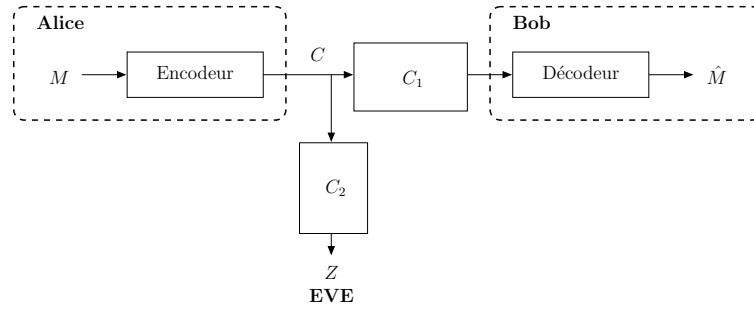 Alice
Bob
M
Encodeur
C
C₁
Décodeur
M̂
C₂
Z
EVE